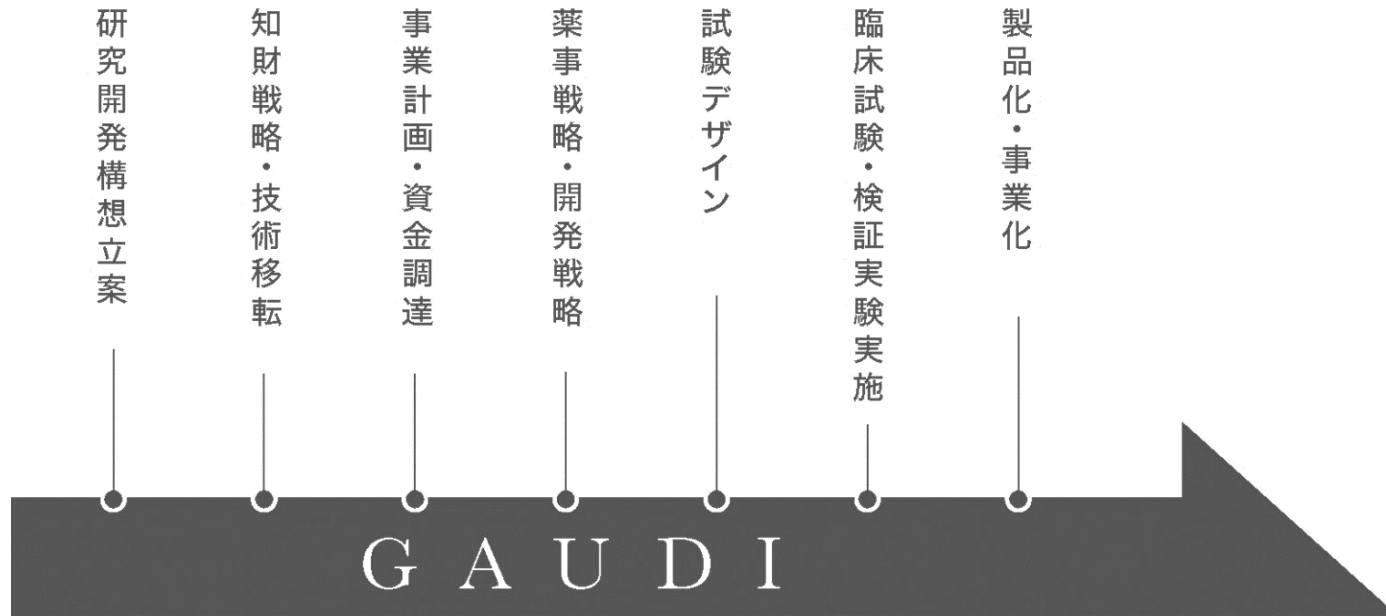 研究開発構想立案
知財戦略・技術移転
事業計画・資金調達
薬事戦略・開発戦略
試験デザイン
臨床試験・検証実験実施
製品化・事業化
GAUDI